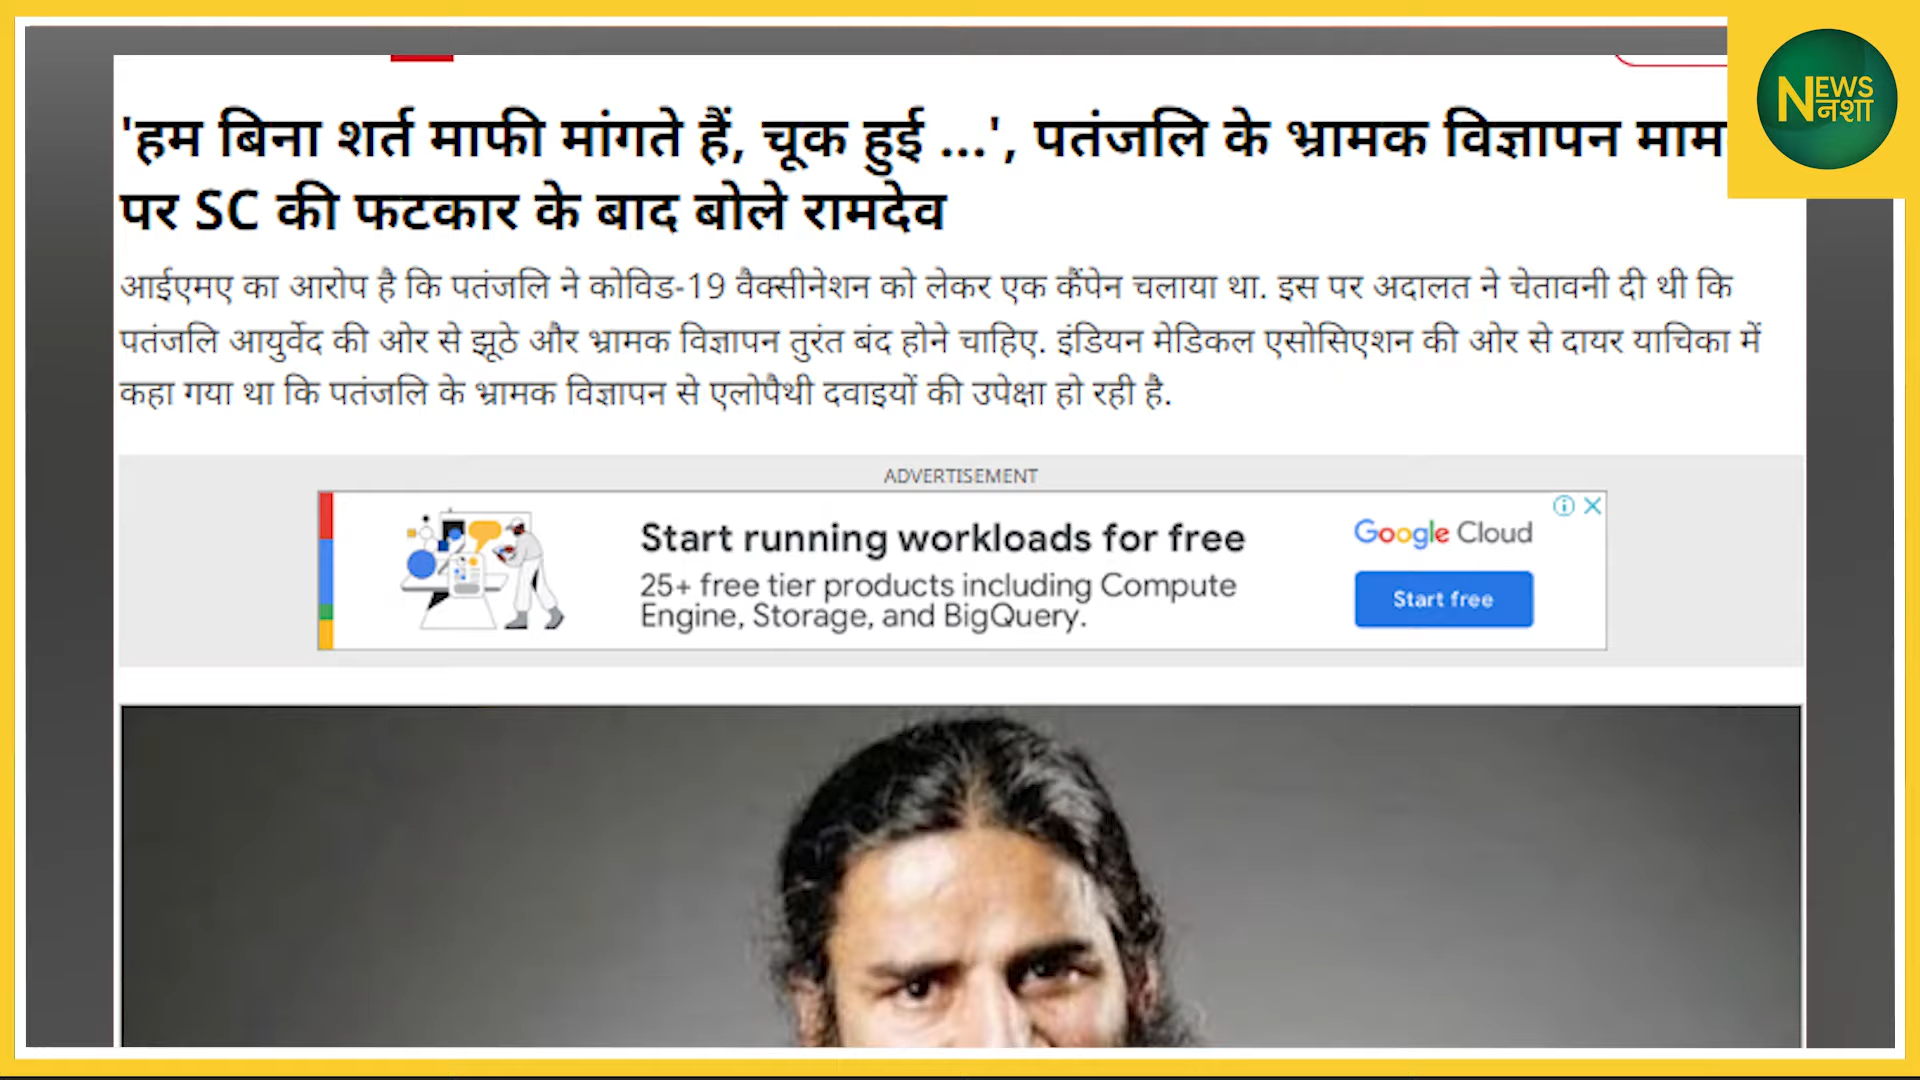 'हम बिना शर्त माफी मांगते हैं, चूक हुई ...', पतंजलि के भ्रामक विज्ञापन
पर SC की फटकार के बाद बोले रामदेव
आईएमए का आरोप है कि पतंजलि ने कोविड-19 वैक्सीनेशन को लेकर एक कैंपेन चलाया था. इस पर अदालत ने चेतावनी दी थी कि
पतंजलि आयुर्वेद की ओर से झूठे और भ्रामक विज्ञापन तुरंत बंद होने चाहिए. इंडियन मेडिकल एसोसिएशन की ओर से दायर याचिका में
कहा गया था कि पतंजलि के भ्रामक विज्ञापन से एलोपैथी दवाइयों की उपेक्षा हो रही है.
ADVERTISEMENT
Start running workloads for free
25+ free tier products including Compute
Engine, Storage, and BigQuery.
Google Cloud
Start free
NEWS
नशा